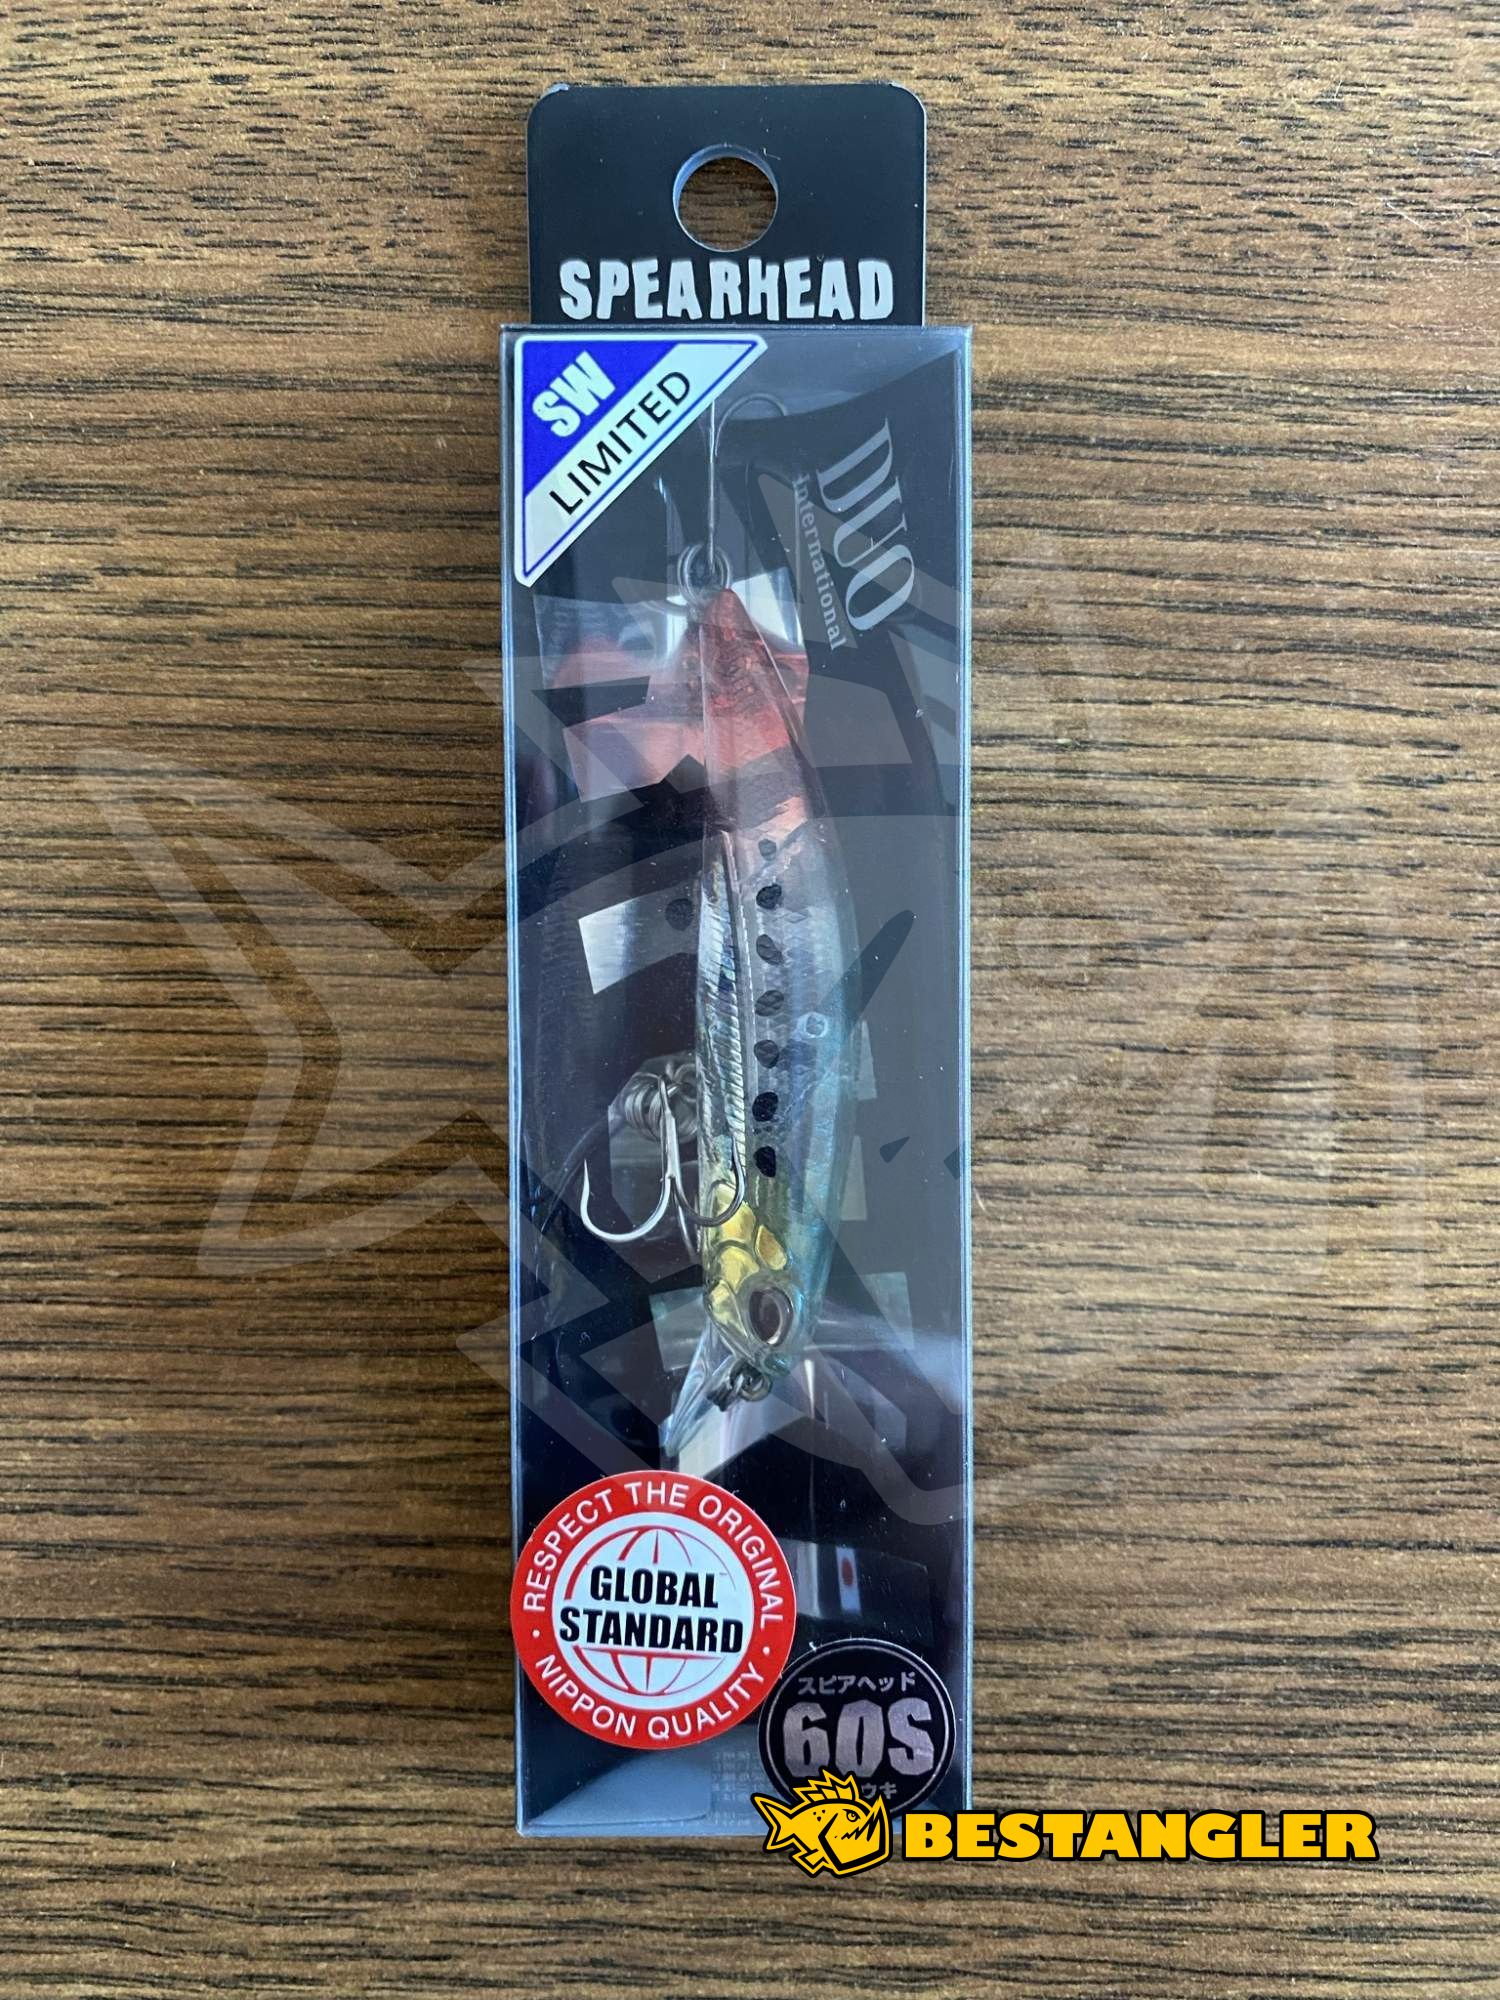 SPEARHEAD
SW
LIMITED
DUO
international
RESPECT THE ORIGINAL
GLOBAL
STANDARD
NIPPON QUALITY
スピアヘッド
60S
BESTANGLER